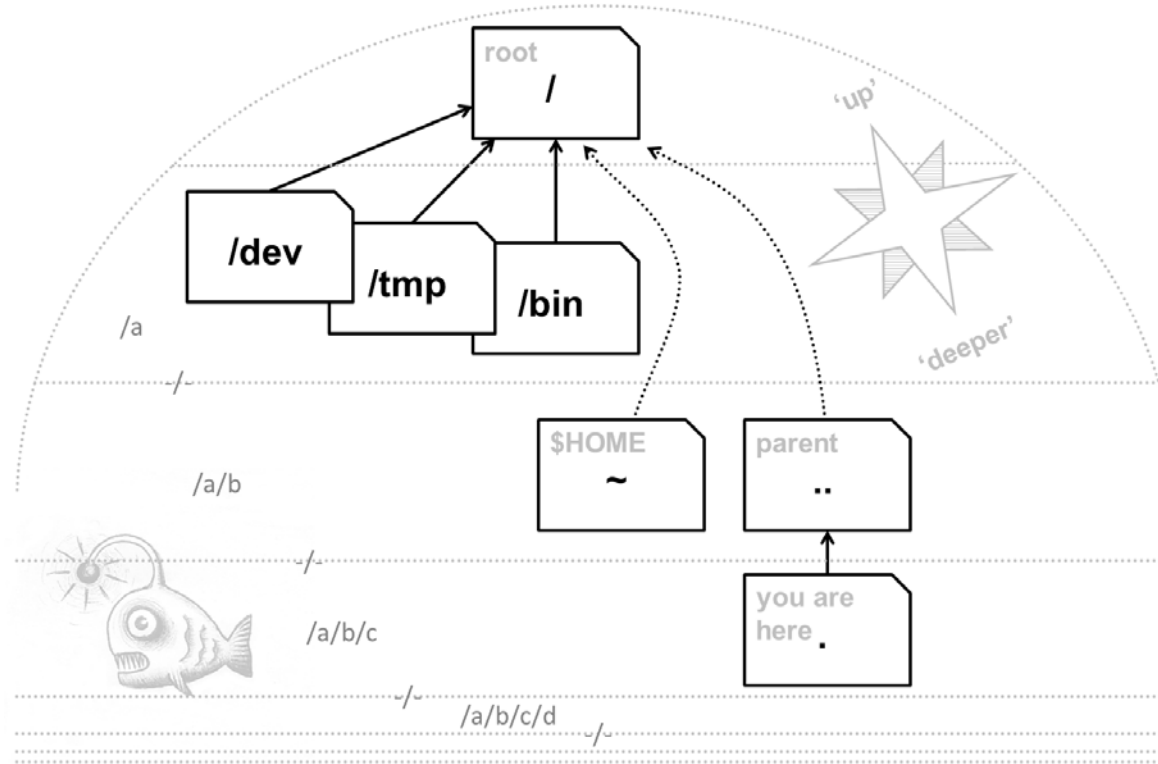 root
/
‘up’
/dev
/tmp
/bin
/a
‘deeper’
-/-
$HOME
~
parent
..
/a/b
-/-
you are
here .
/a/b/c
-/-
/a/b/c/d
-/-